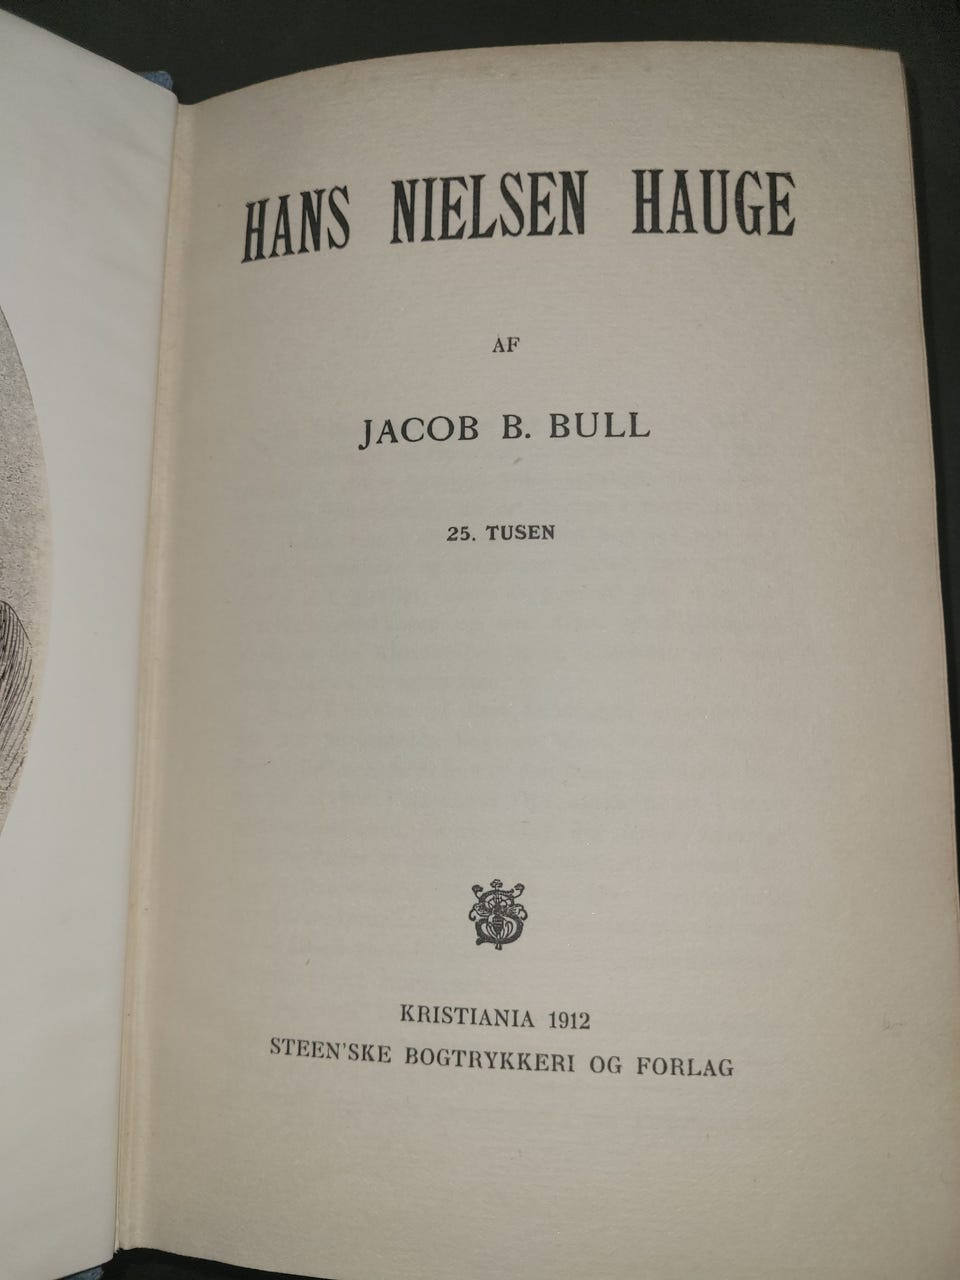 HANS NIELSEN HAUGE
AF
JACOB B. BULL
25. TUSEN
KRISTIANIA 1912
STEEN'SKE BOGTRYKKERI OG FORLAG